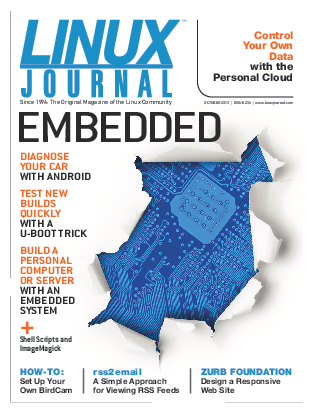 LINUX
JOURNAL
™
Since 1994: The Original Magazine of the Linux Community
OCTOBER 2013 | ISSUE 234 | www.linuxjournal.com
Control
Your Own
Data
with the
Personal Cloud
EMBEDDED
DIAGNOSE
YOUR CAR
WITH ANDROID
TEST NEW
BUILDS
QUICKLY
WITH A
U-BOOT TRICK
BUILD A
PERSONAL
COMPUTER
OR SERVER
WITH AN
EMBEDDED
SYSTEM
+
Shell Scripts and
ImageMagick
HOW-TO:
Set Up Your
Own BirdCam
rss2email
A Simple Approach
for Viewing RSS Feeds
ZURB FOUNDATION
Design a Responsive
Web Site